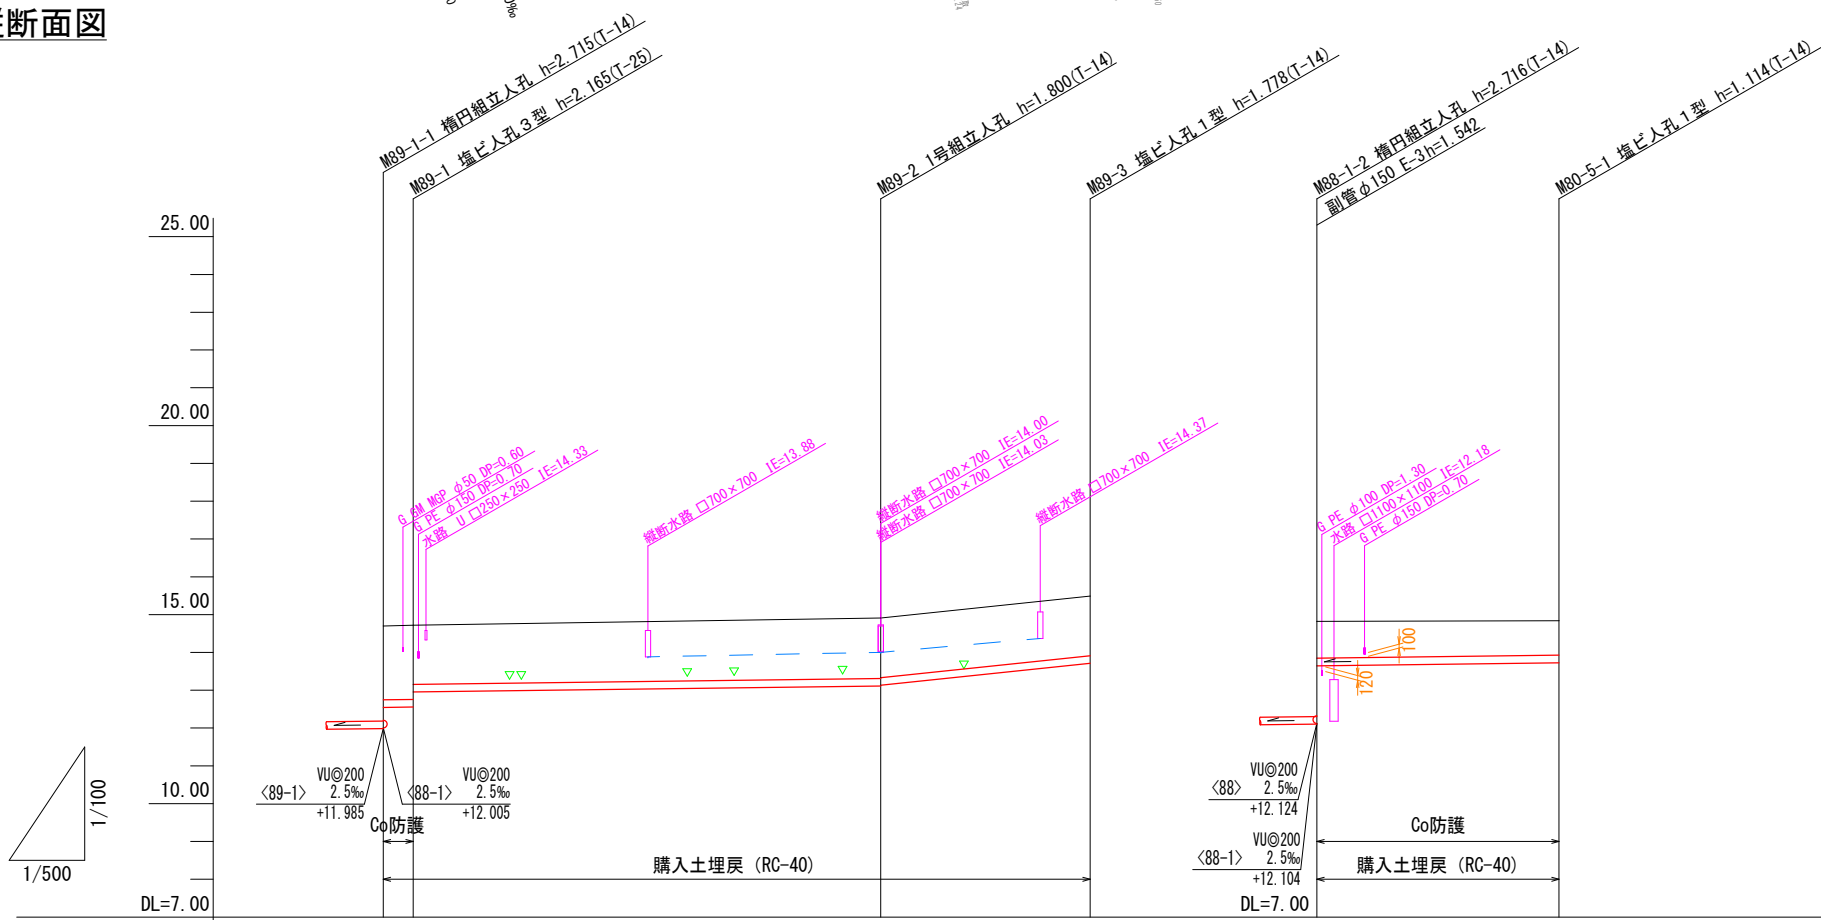 縦断面図
0‰
M89-1-1 楕円組立人孔 h=2.715(T-14)
M89-1 塩ビ人孔3型 h=2.165(T-25)
M89-2 1号組立人孔 h=1.800(T-14)
M89-3 塩ビ人孔1型 h=1.778(T-14)
M88-1-2 楕円組立人孔 h=2.716(T-14)
副管φ150 E-3h=1.542
M80-5-1 塩ビ人孔1型 h=1.114(T-14)
25.00
20.00
15.00
10.00
DL=7.00
G GM MGP φ50 DP=0.60
G PE φ150 DP=0.70
水路 U □250×250 IE=14.33
縦断水路 □700×700 IE=13.88
縦断水路 □700×700 IE=14.00
縦断水路 □700×700 IE=14.03
縦断水路 □700×700 IE=14.37
G PE φ100 DP=1.30
水路 □1100×1100 IE=12.18
G PE φ150 DP=0.70
100
120
VU◎200
〈89-1〉 2.5‰
+11.985
VU◎200
〈88-1〉 2.5‰
+12.005
Co防護
購入土埋戻 (RC-40)
VU◎200
〈88〉 2.5‰
+12.124
VU◎200
〈88-1〉 2.5‰
+12.104
Co防護
購入土埋戻 (RC-40)
DL=7.00
1/100
1/500